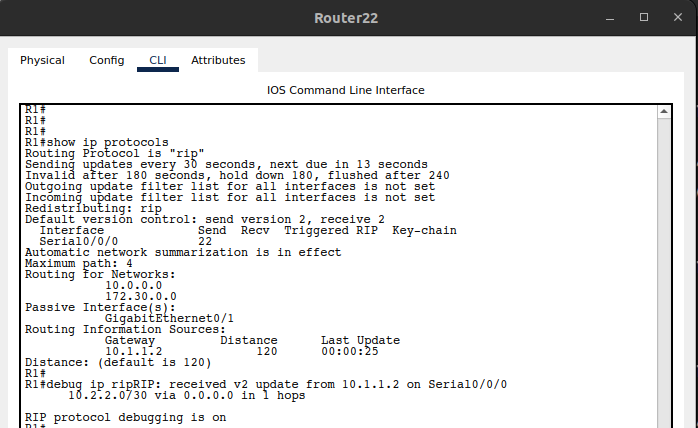 Router22
Physical Config CLI Attributes
IOS Command Line Interface
R1#
R1#
R1#
R1#show ip protocols
Routing Protocol is "rip"
Sending updates every 30 seconds, next due in 13 seconds
Invalid after 180 seconds, hold down 180, flushed after 240
Outgoing update filter list for all interfaces is not set
Incoming update filter list for all interfaces is not set
Redistributing: rip
Default version control: send version 2, receive 2
Interface Send Recv Triggered RIP Key-chain
Serial0/0/0 22
Automatic network summarization is in effect
Maximum path: 4
Routing for Networks:
10.0.0.0
172.30.0.0
Passive Interface(s):
GigabitEthernet0/1
Routing Information Sources:
Gateway Distance Last Update
10.1.1.2 120 00:00:25
Distance: (default is 120)
R1#
R1#debug ip ripRIP: received v2 update from 10.1.1.2 on Serial0/0/0
10.2.2.0/30 via 0.0.0.0 in 1 hops
RIP protocol debugging is on
R1#